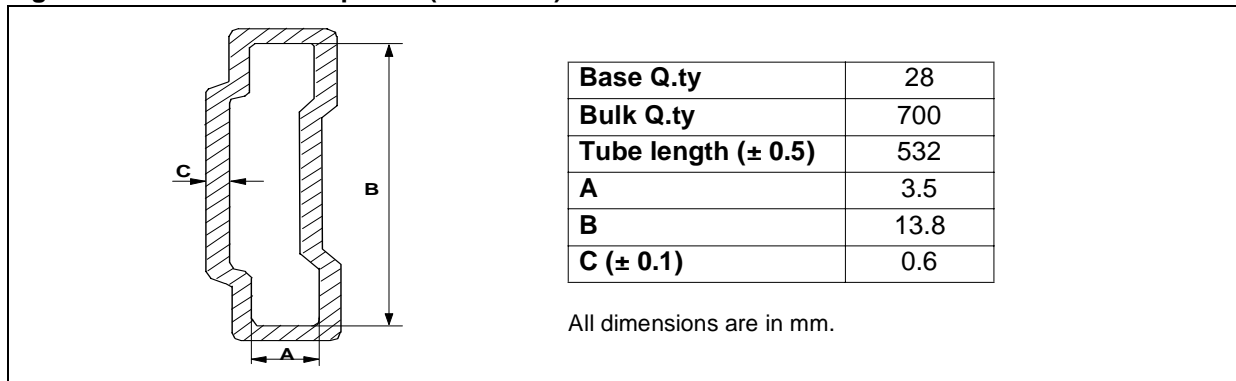 C
B
A
Base Q.ty 28
Bulk Q.ty 700
Tube length (± 0.5) 532
A 3.5
B 13.8
C (± 0.1) 0.6
All dimensions are in mm.